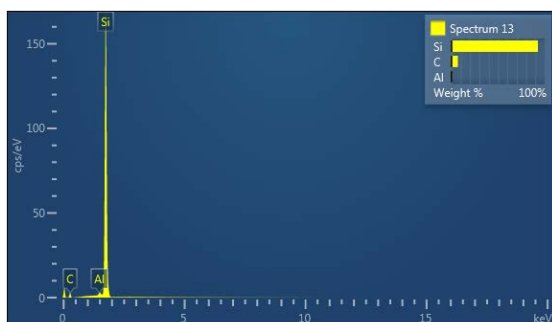 Si
Spectrum 13
Si
C
Al
Weight % 100%
150
100
50
0
cps/eV
C
Al
0 5 10 15 keV